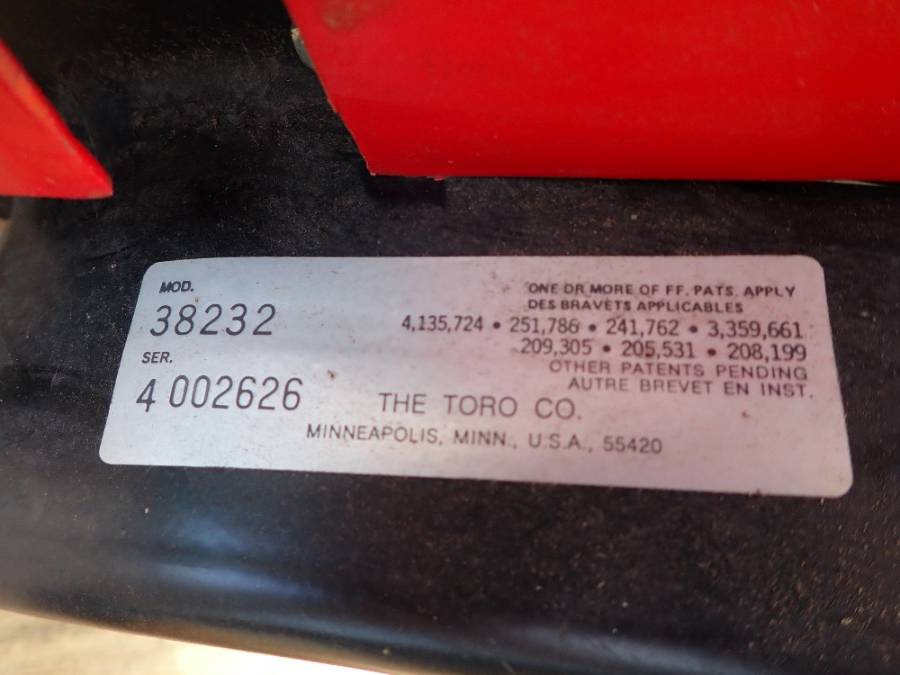 MOD.
38232
SER.
4 002626
ONE OR MORE OF FF. PATS. APPLY
DES BRAVETS APPLICABLES
4,135,724 • 251,786 • 241,762 • 3,359,661
209,305 • 205,531 • 208,199
OTHER PATENTS PENDING
AUTRE BREVET EN INST.
THE TORO CO.
MINNEAPOLIS, MINN., U.S.A., 55420